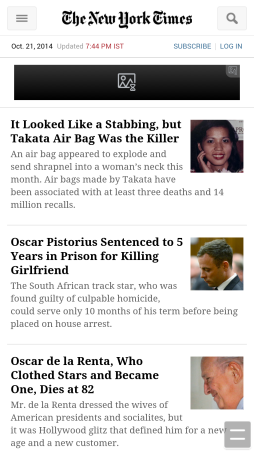 The New York Times
Oct. 21, 2014 Updated 7:44 PM IST SUBSCRIBE | LOG IN
It Looked Like a Stabbing, but
Takata Air Bag Was the Killer
An air bag appeared to explode and
send shrapnel into a woman's neck this
month. Air bags made by Takata have
been associated with at least three deaths and 14
million recalls.
Oscar Pistorius Sentenced to 5
Years in Prison for Killing
Girlfriend
The South African track star, who was
found guilty of culpable homicide,
could serve only 10 months of his term before being
placed on house arrest.
Oscar de la Renta, Who
Clothed Stars and Became
One, Dies at 82
Mr. de la Renta dressed the wives of
American presidents and socialites, but
it was Hollywood glitz that defined him for a new
age and a new customer.